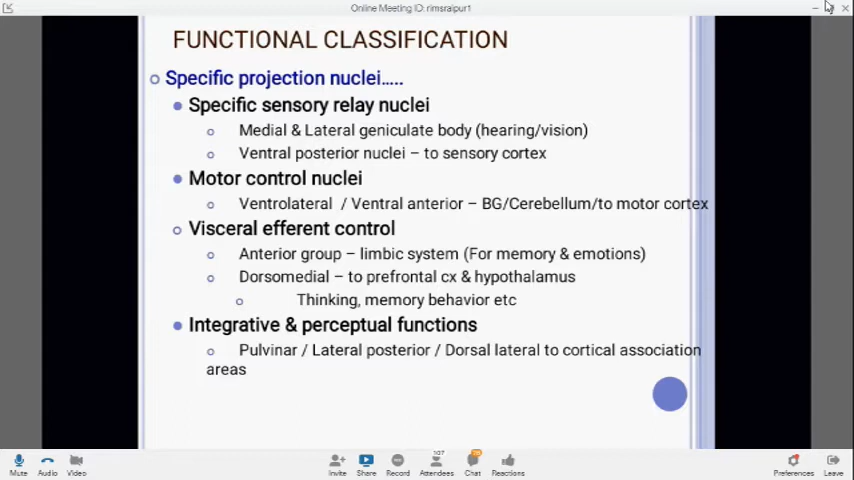 Online Meeting ID: rimsraipur1
FUNCTIONAL CLASSIFICATION
Specific projection nuclei.....
Specific sensory relay nuclei
Medial & Lateral geniculate body (hearing/vision)
Ventral posterior nuclei – to sensory cortex
Motor control nuclei
Ventrolateral / Ventral anterior – BG/Cerebellum/to motor cortex
Visceral efferent control
Anterior group – limbic system (For memory & emotions)
Dorsomedial – to prefrontal cx & hypothalamus
Thinking, memory behavior etc
Integrative & perceptual functions
Pulvinar / Lateral posterior / Dorsal lateral to cortical association
areas
107
Mute Audio Video Invite Share Record Attendees Chat Reactions Preferences Leave